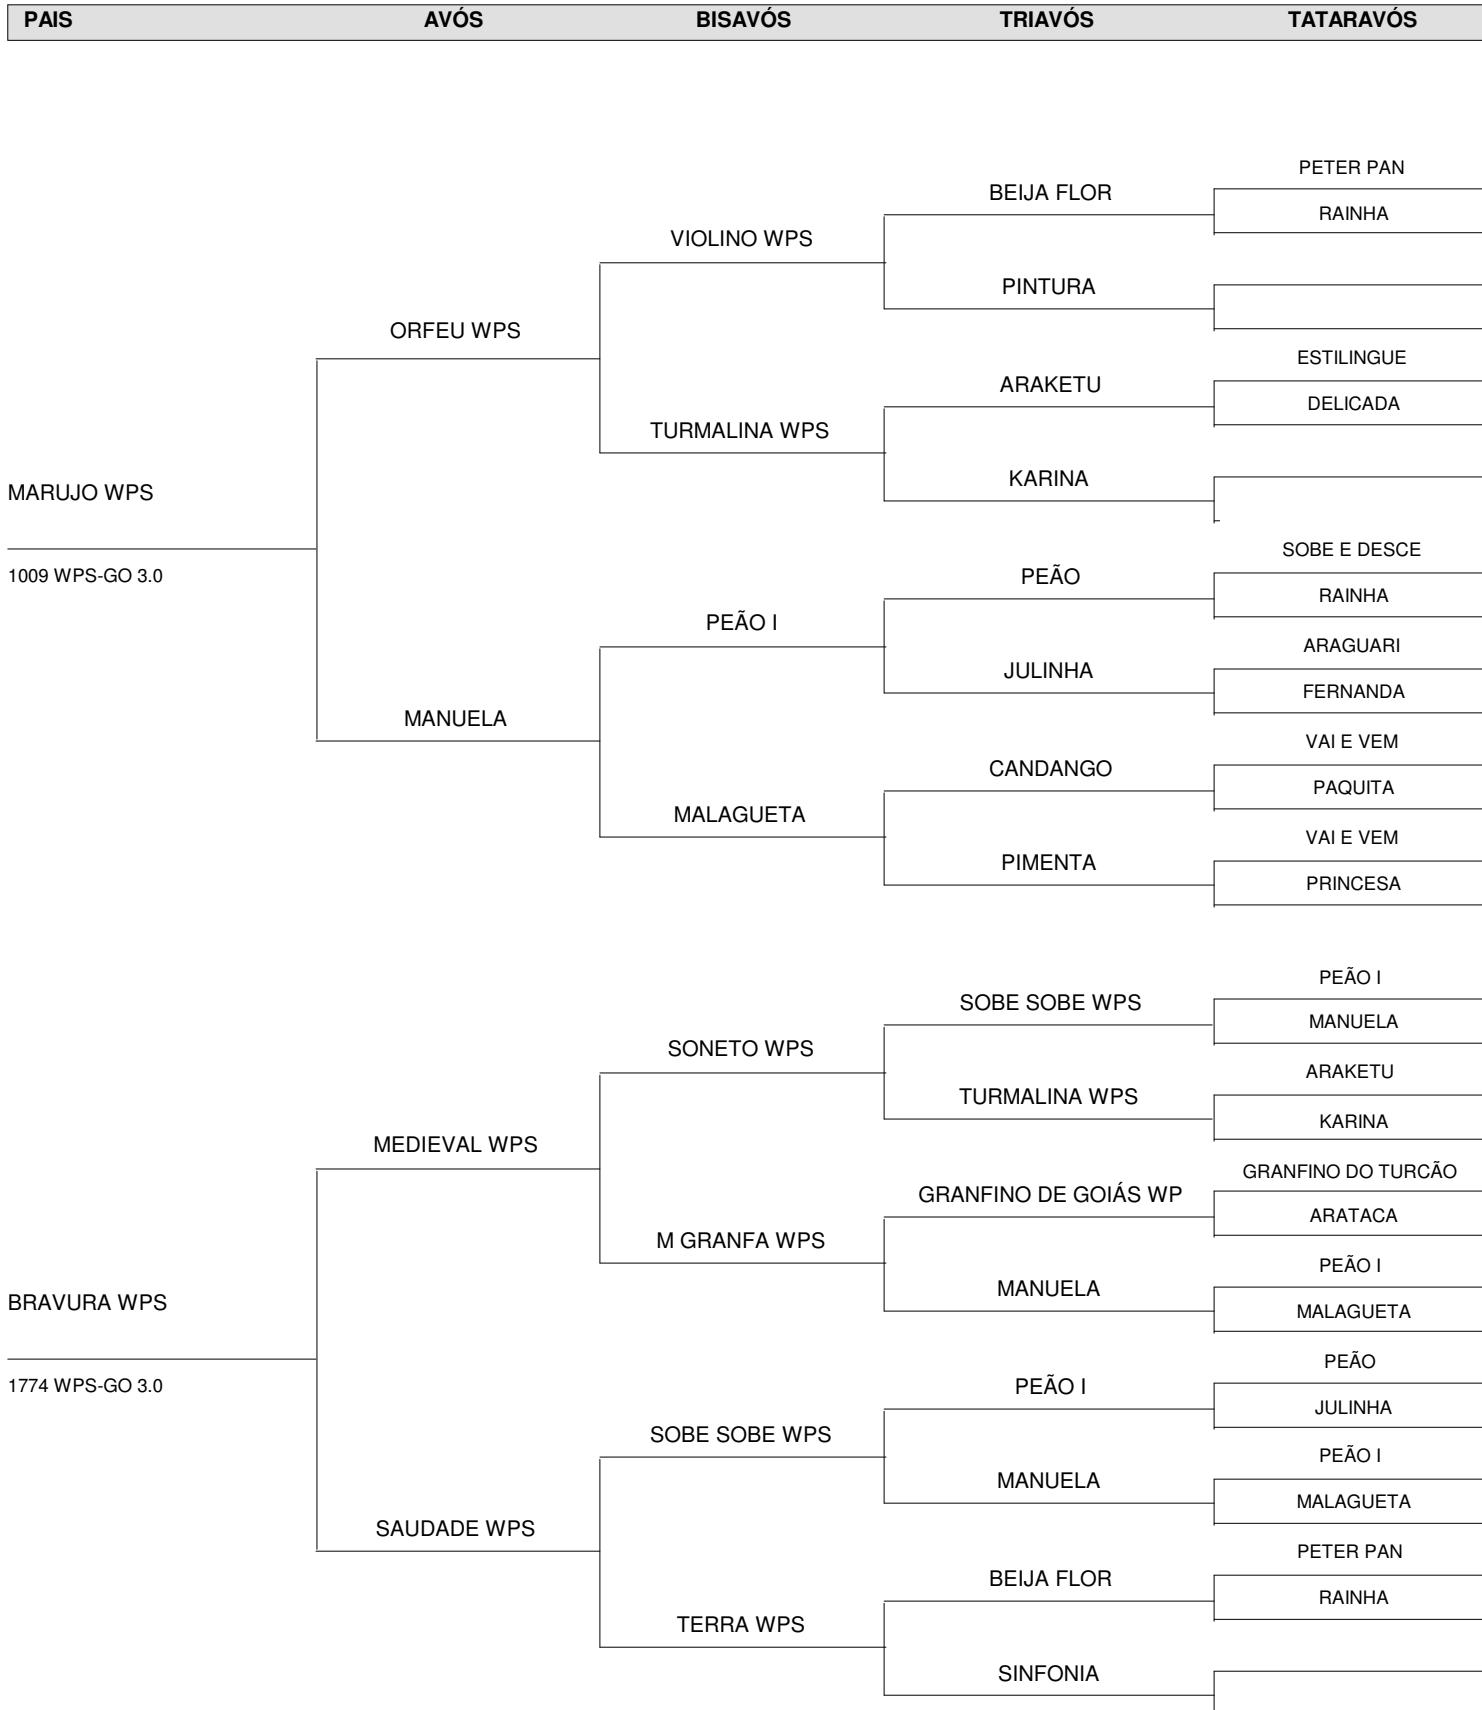 PAIS AVÓS BISAVÓS TRIAVÓS TATARAVÓS
PETER PAN
BEIJA FLOR
RAINHA
VIOLINO WPS
PINTURA
ORFEU WPS
ESTILINGUE
ARAKETU
DELICADA
TURMALINA WPS
KARINA
MARUJO WPS
SOBE E DESCE
1009 WPS-GO 3.0
PEÃO
RAINHA
PEÃO I
ARAGUARI
JULINHA
FERNANDA
MANUELA
VAI E VEM
CANDANGO
PAQUITA
MALAGUETA
VAI E VEM
PIMENTA
PRINCESA
PEÃO I
SOBE SOBE WPS
MANUELA
SONETO WPS
ARAKETU
TURMALINA WPS
KARINA
MEDIEVAL WPS
GRANFINO DO TURCÃO
GRANFINO DE GOIÁS WP
ARATACA
M GRANFA WPS
PEÃO I
MANUELA
BRAVURA WPS
MALAGUETA
PEÃO
1774 WPS-GO 3.0
PEÃO I
JULINHA
SOBE SOBE WPS
PEÃO I
MANUELA
MALAGUETA
SAUDADE WPS
PETER PAN
BEIJA FLOR
RAINHA
TERRA WPS
SINFONIA